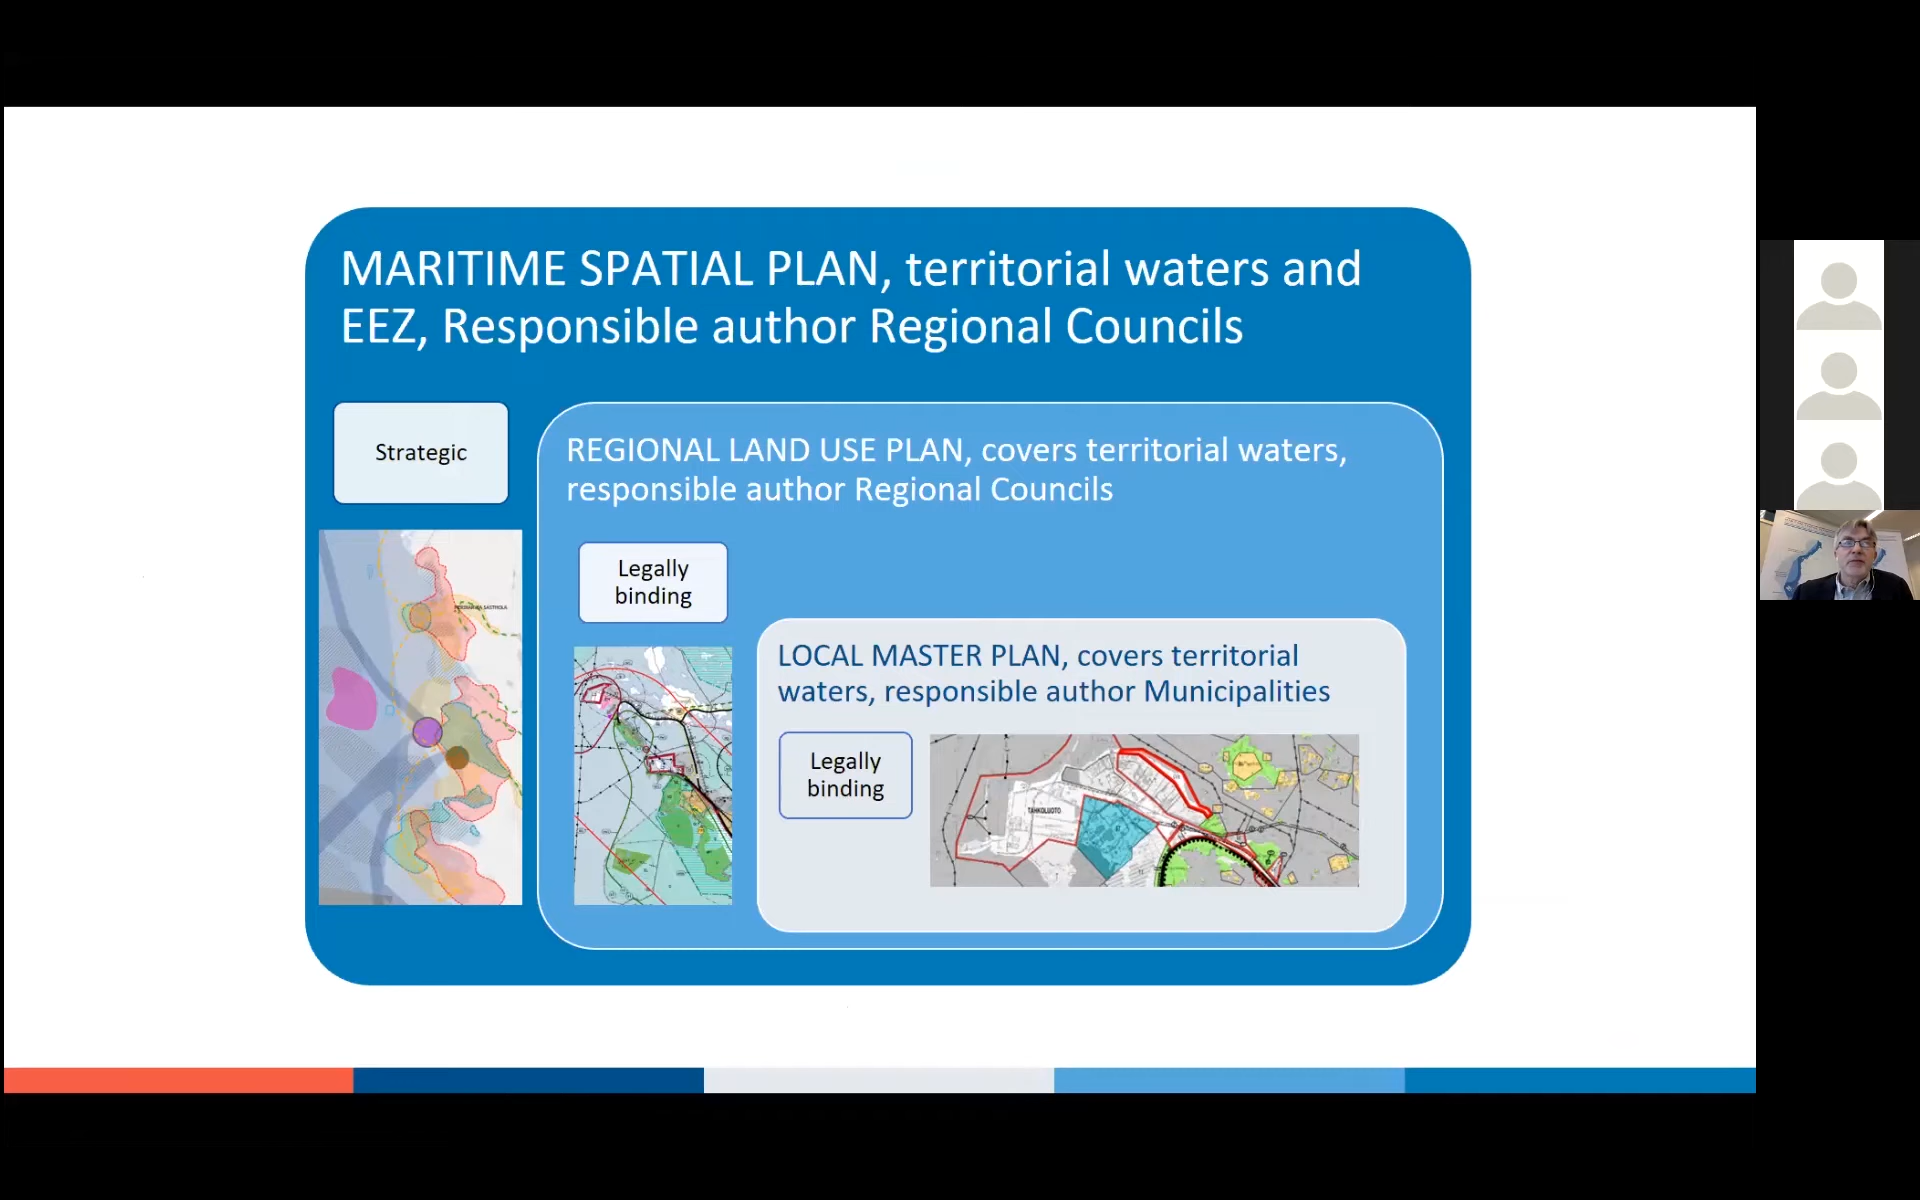 MARITIME SPATIAL PLAN, territorial waters and
EEZ, Responsible author Regional Councils
Strategic
REGIONAL LAND USE PLAN, covers territorial waters,
responsible author Regional Councils
Legally
binding
LOCAL MASTER PLAN, covers territorial
waters, responsible author Municipalities
Legally
binding
TAHKOLUOTO